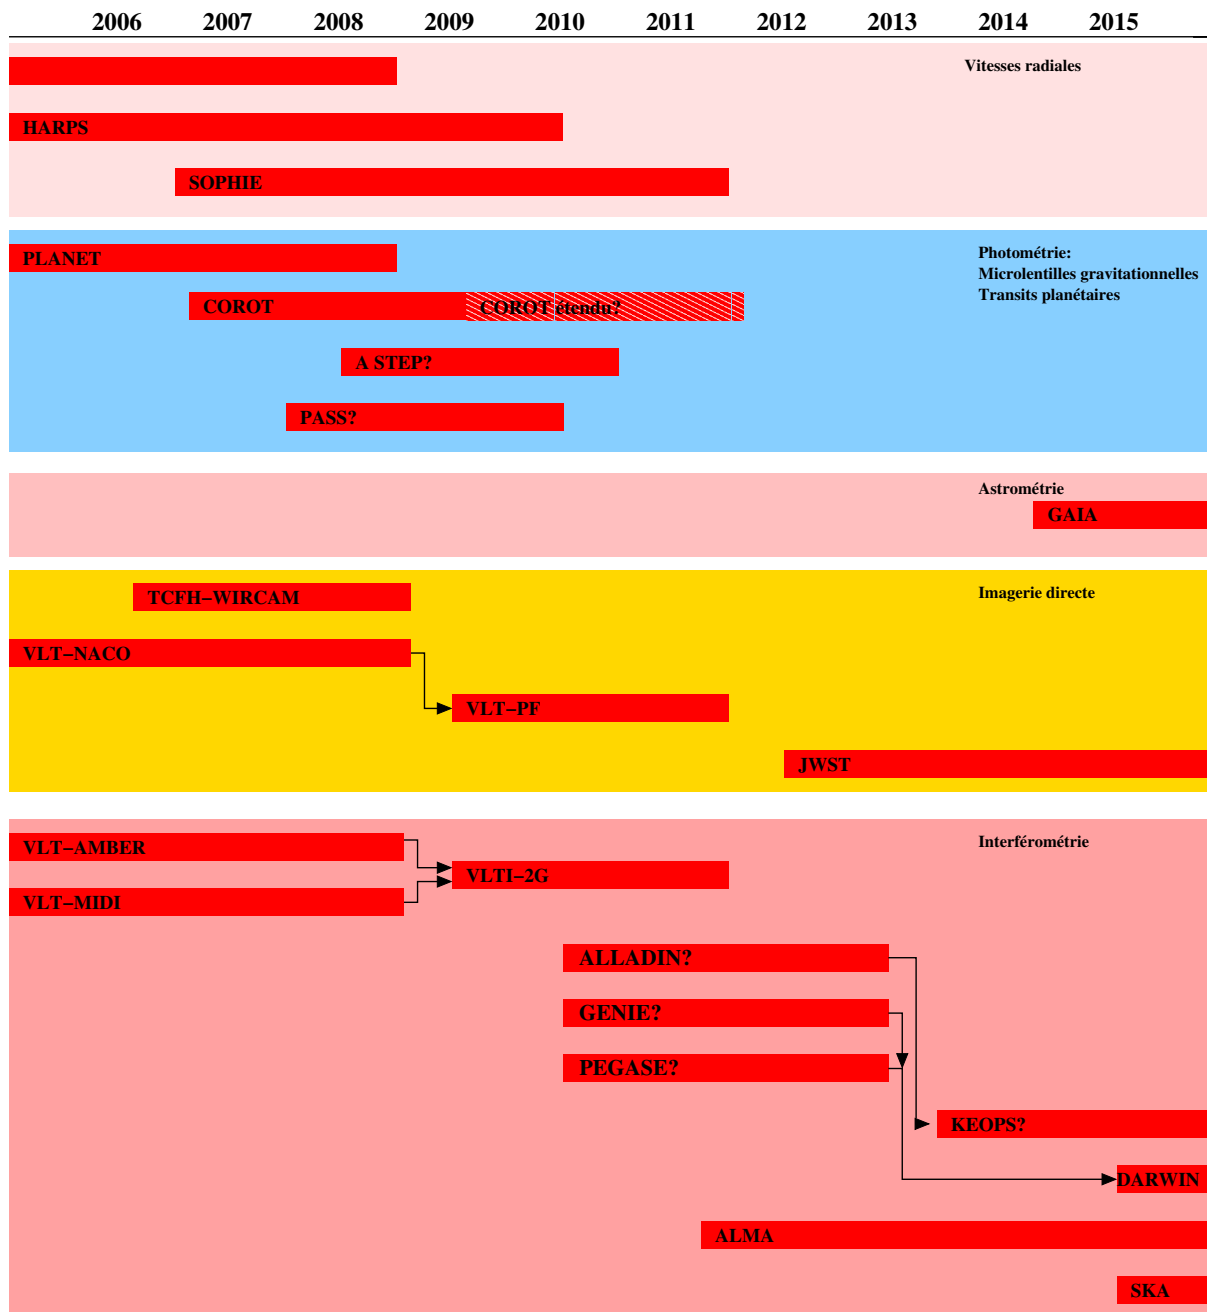 2006 2007 2008 2009 2010 2011 2012 2013 2014 2015
Vitesses radiales
HARPS
SOPHIE
PLANET
Photométrie:
Microlentilles gravitationnelles
Transits planétaires
COROT
COROT étendu?
A STEP?
PASS?
Astrométrie
GAIA
TCFH−WIRCAM
Imagerie directe
VLT−NACO
VLT−PF
JWST
VLT−AMBER
Interférométrie
VLTI−2G
VLT−MIDI
ALLADIN?
GENIE?
PEGASE?
KEOPS?
DARWIN
ALMA
SKA